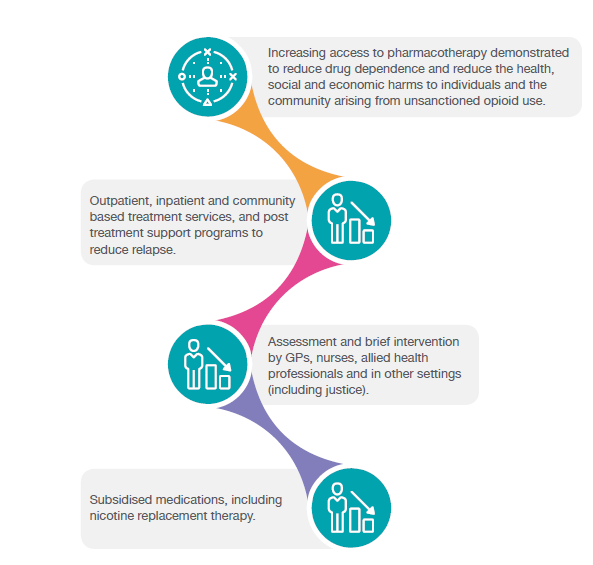 Increasing access to pharmacotherapy demonstrated
to reduce drug dependence and reduce the health,
social and economic harms to individuals and the
community arising from unsanctioned opioid use.
Outpatient, inpatient and community
based treatment services, and post
treatment support programs to
reduce relapse.
Assessment and brief intervention
by GPs, nurses, allied health
professionals and in other settings
(including justice).
Subsidised medications, including
nicotine replacement therapy.